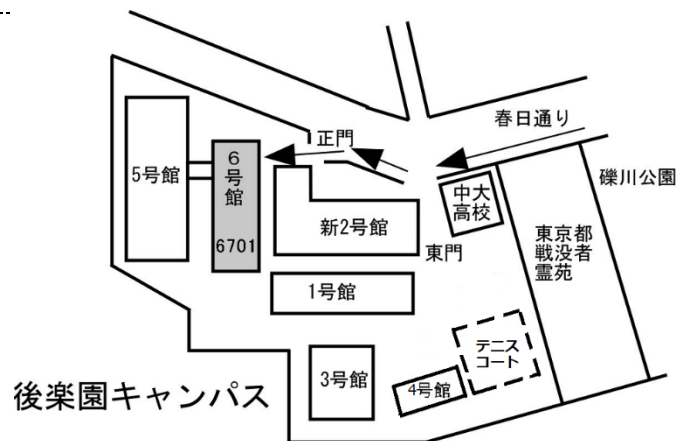 春日通り
正門
礫川公園
5号館
6
号
館
6701
中大
高校
新2号館
東門
東京都
戦没者
霊苑
1号館
テニス
コート
3号館
4号館
後楽園キャンパス